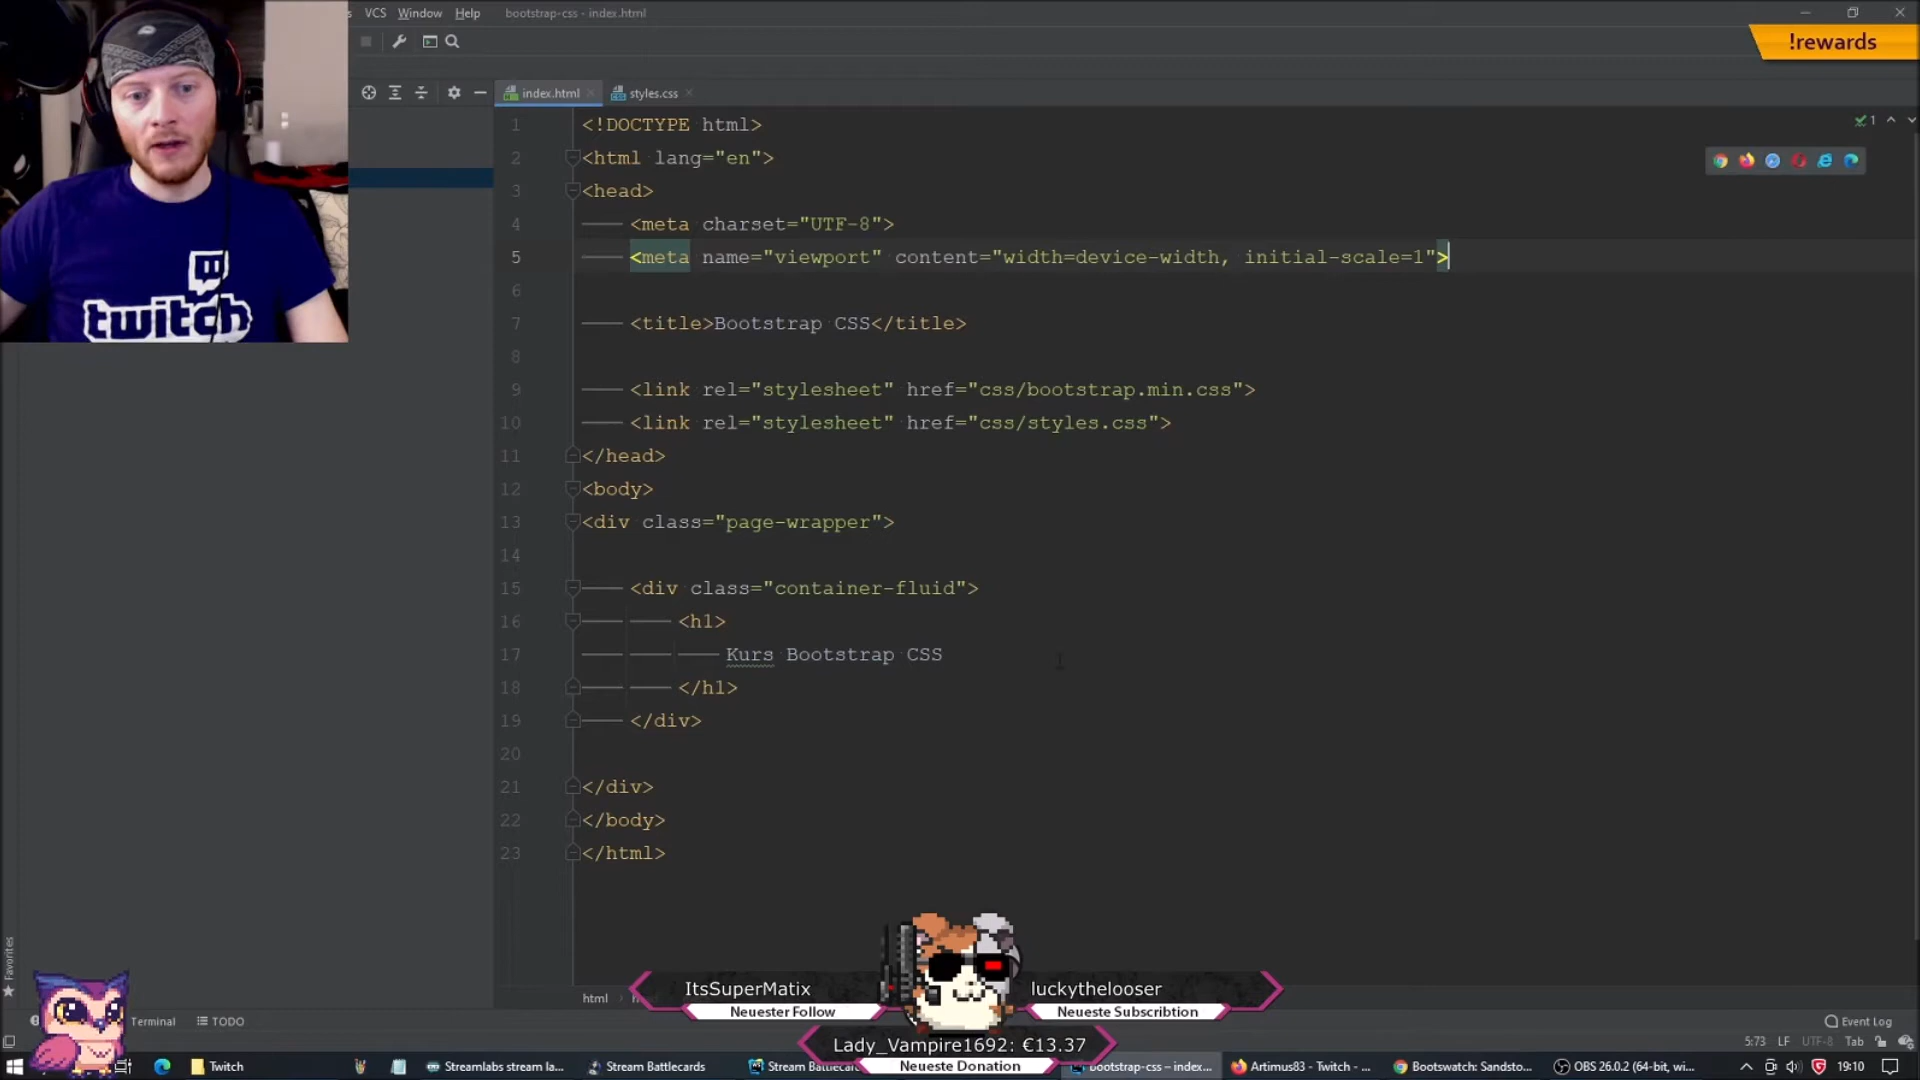 VCS Window Help bootstrap-css - index.html
!rewards
index.html styles.css
1
1 <!DOCTYPE html>
2 <html lang="en">
3 <head>
4 <meta charset="UTF-8">
5 <meta name="viewport" content="width=device-width, initial-scale=1">
6
7 <title>Bootstrap CSS</title>
8
9 <link rel="stylesheet" href="css/bootstrap.min.css">
10 <link rel="stylesheet" href="css/styles.css">
11 </head>
12 <body>
13 <div class="page-wrapper">
14
15 <div class="container-fluid">
16 <h1>
17 Kurs Bootstrap CSS
18 </h1>
19 </div>
20
21 </div>
22 </body>
23 </html>
twitch
Favorites
html
ItsSuperMatix
Neuester Follow
luckythelooser
Neueste Subscribtion
Lady_Vampire1692: €13.37
Neueste Donation
Terminal TODO
Event Log
5:73 LF UTF-8 Tab
Twitch Streamlabs stream la... Stream Battlecards Stream Battleca bootstrap-css – index... Artimus83 - Twitch - ... Bootswatch: Sandsto... OBS 26.0.2 (64-bit, wi... 19:10